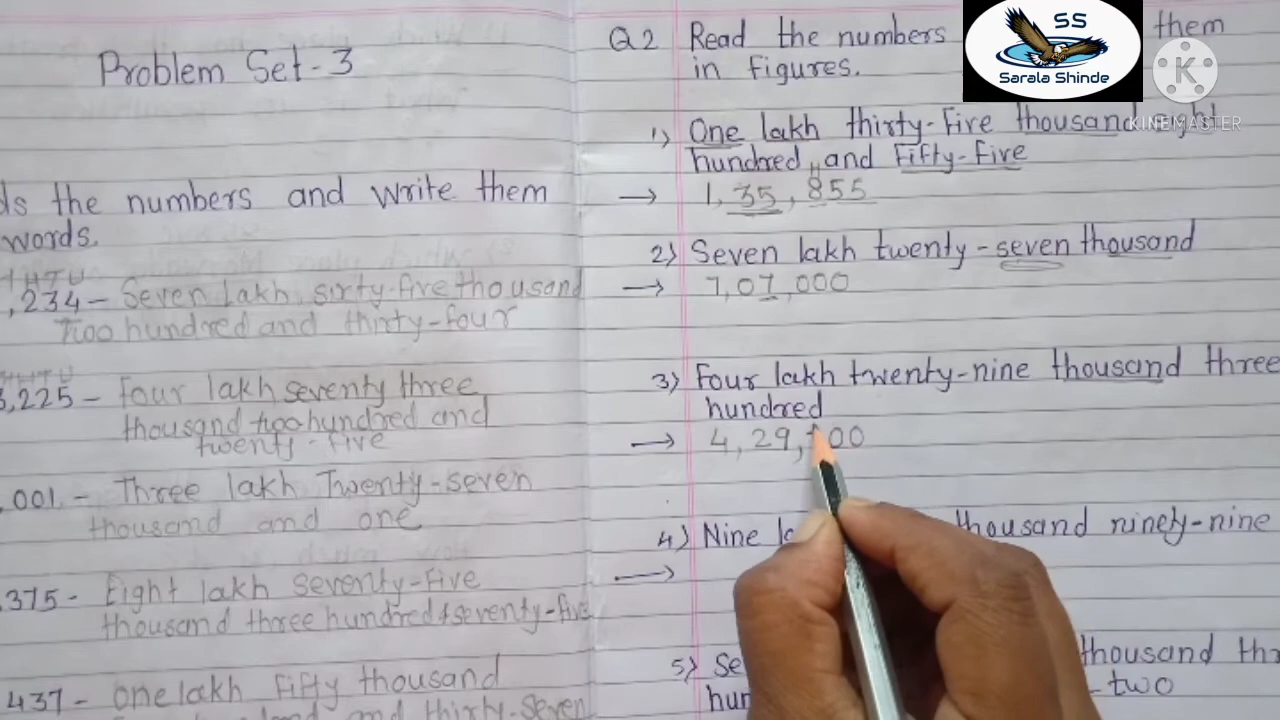 Problem Set-3
ds the numbers and write them
words.
T H T U
,234 - Seven lakh sixty-five thousand
two hundred and thirty-four
,225 - Four lakh seventy three
thousand two hundred and
twenty-five
001 - Three lakh Twenty-seven
thousand and one
375 - Eight lakh seventy-five
thousand three hundred & seventy-five
437 - One lakh Fifty thousand
and thirty-seven
Q2 Read the numbers them
in figures.
1) One lakh thirty-five thousand eight
hundred and Fifty-five
→ 1,35,855
2) Seven lakh twenty-seven thousand
→ 7,07,000
3) Four lakh twenty-nine thousand three
hundred
→ 4,29, 00
4) Nine thousand ninety-nine
→
5) thousand
two
SS
Sarala Shinde
K
KINEMASTER